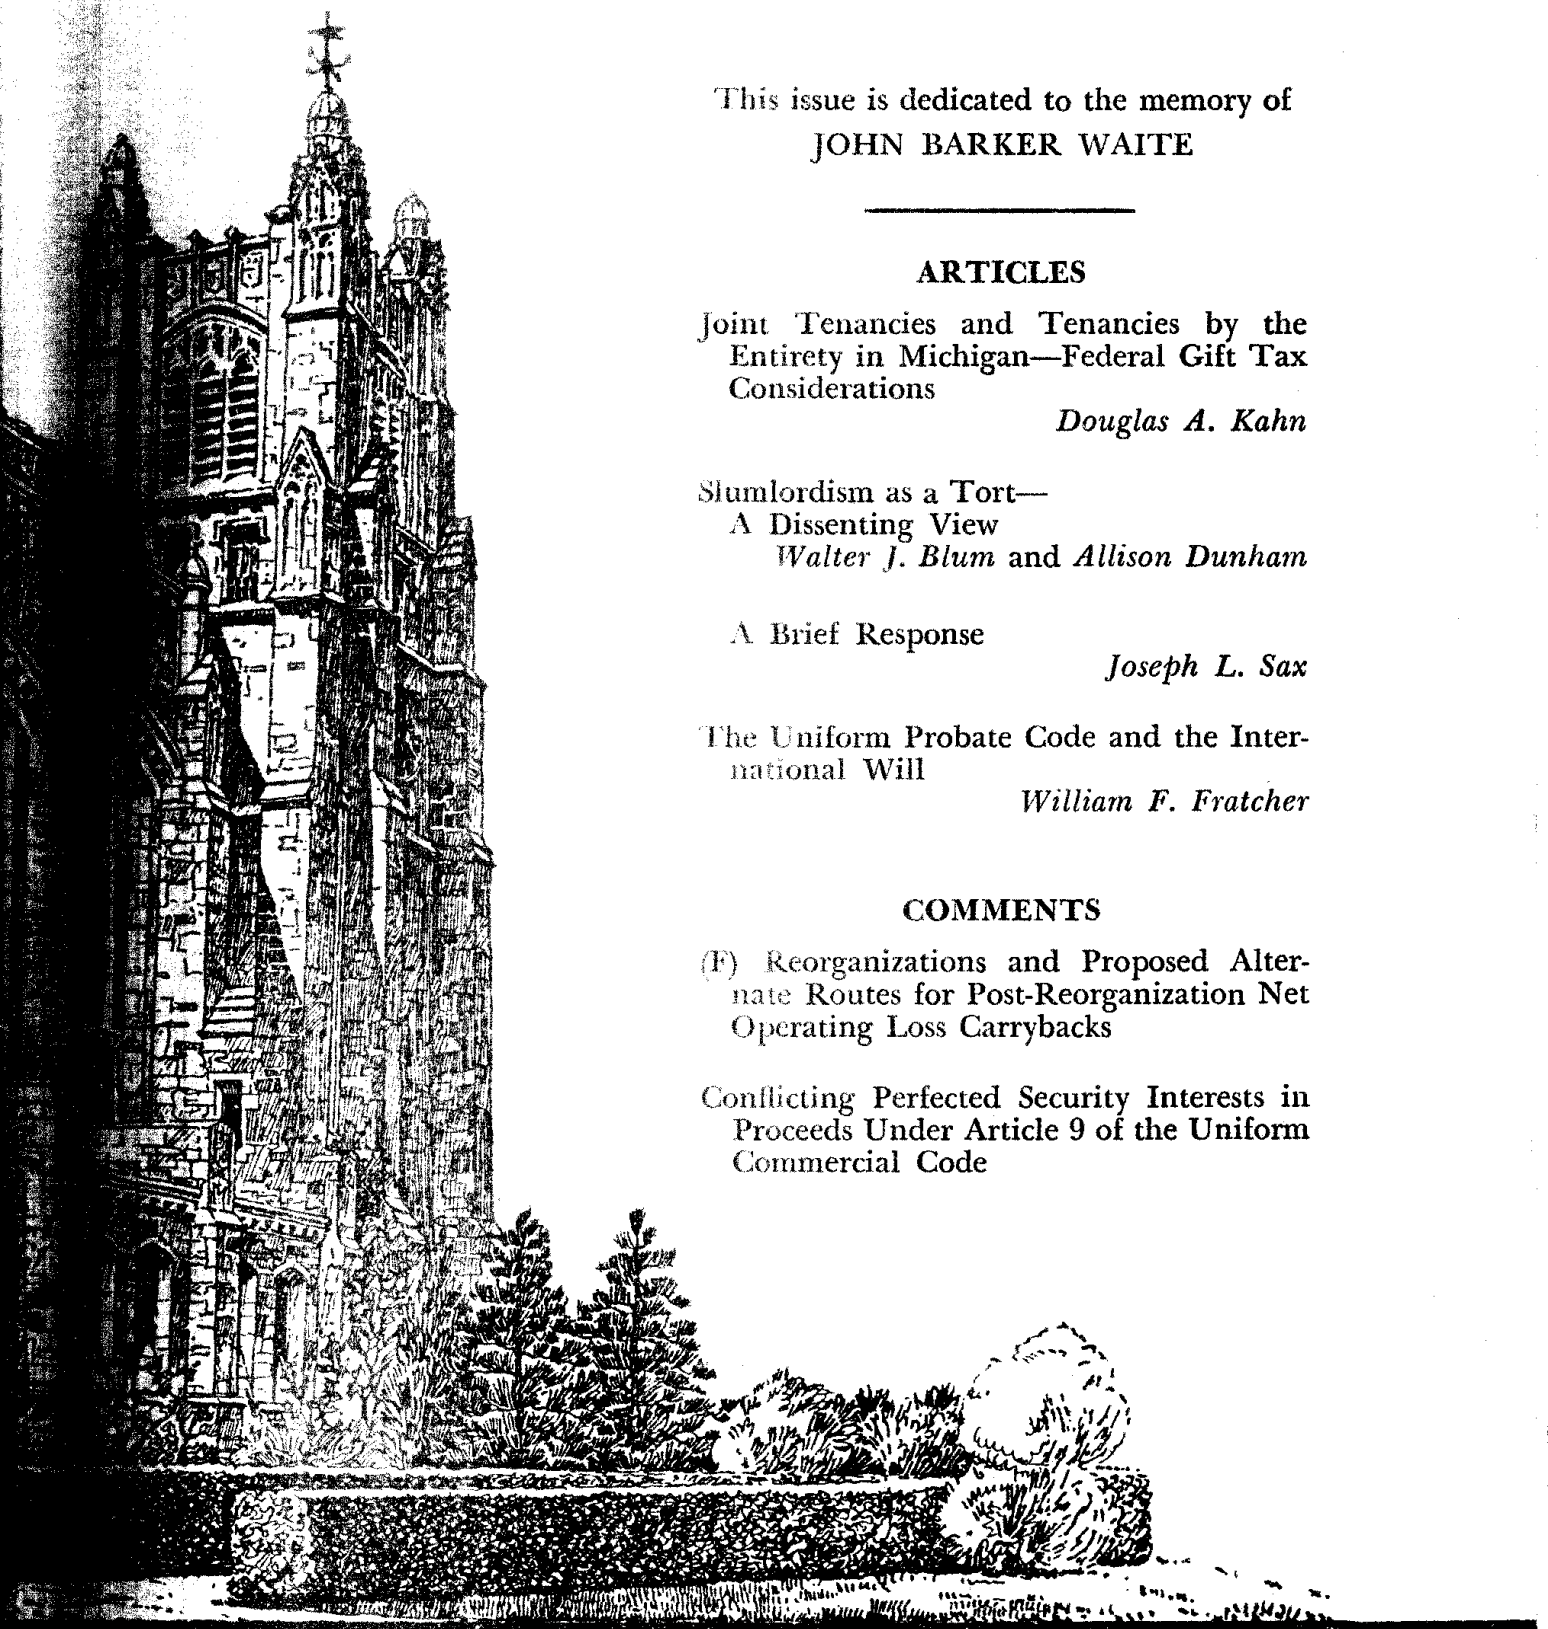 This issue is dedicated to the memory of
JOHN BARKER WAITE
ARTICLES
Joint Tenancies and Tenancies by the
Entirety in Michigan—Federal Gift Tax
Considerations
Douglas A. Kahn
Slumlordism as a Tort—
A Dissenting View
Walter J. Blum and Allison Dunham
A Brief Response
Joseph L. Sax
The Uniform Probate Code and the Inter-
national Will
William F. Fratcher
COMMENTS
(F) Reorganizations and Proposed Alter-
nate Routes for Post-Reorganization Net
Operating Loss Carrybacks
Conflicting Perfected Security Interests in
Proceeds Under Article 9 of the Uniform
Commercial Code